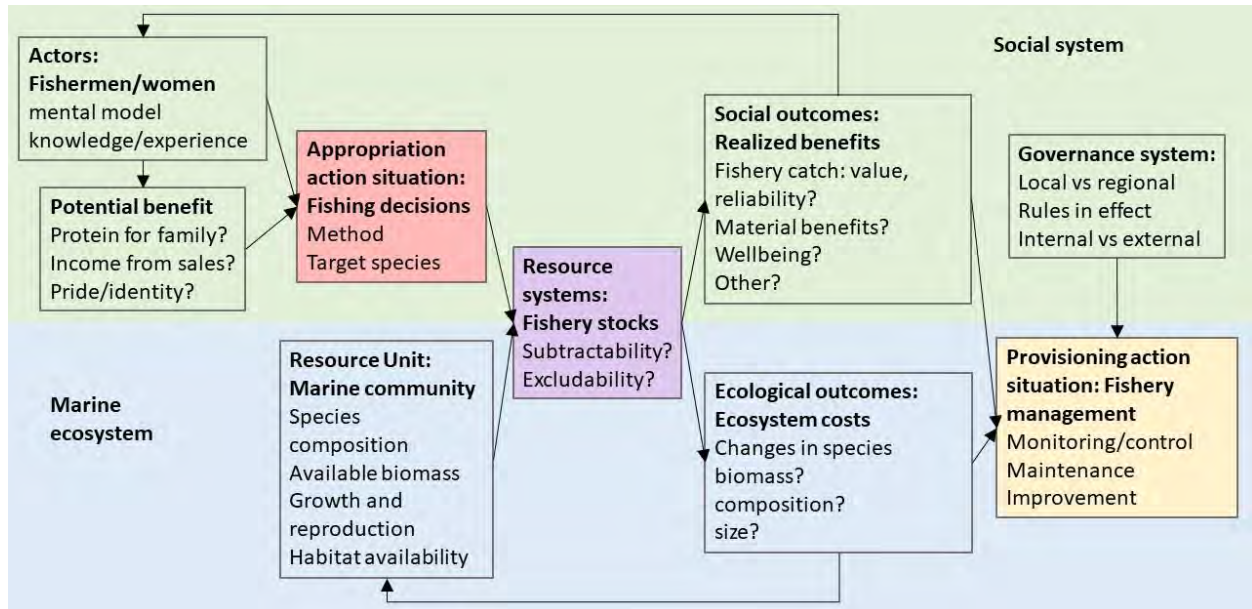 Social system
Actors:
Fishermen/women
mental model
knowledge/experience
Potential benefit
Protein for family?
Income from sales?
Pride/identity?
Appropriation
action situation:
Fishing decisions
Method
Target species
Resource
systems:
Fishery stocks
Subtractability?
Excludability?
Social outcomes:
Realized benefits
Fishery catch: value,
reliability?
Material benefits?
Wellbeing?
Other?
Governance system:
Local vs regional
Rules in effect
Internal vs external
Marine
ecosystem
Resource Unit:
Marine community
Species
composition
Available biomass
Growth and
reproduction
Habitat availability
Ecological outcomes:
Ecosystem costs
Changes in species
biomass?
composition?
size?
Provisioning action
situation: Fishery
management
Monitoring/control
Maintenance
Improvement